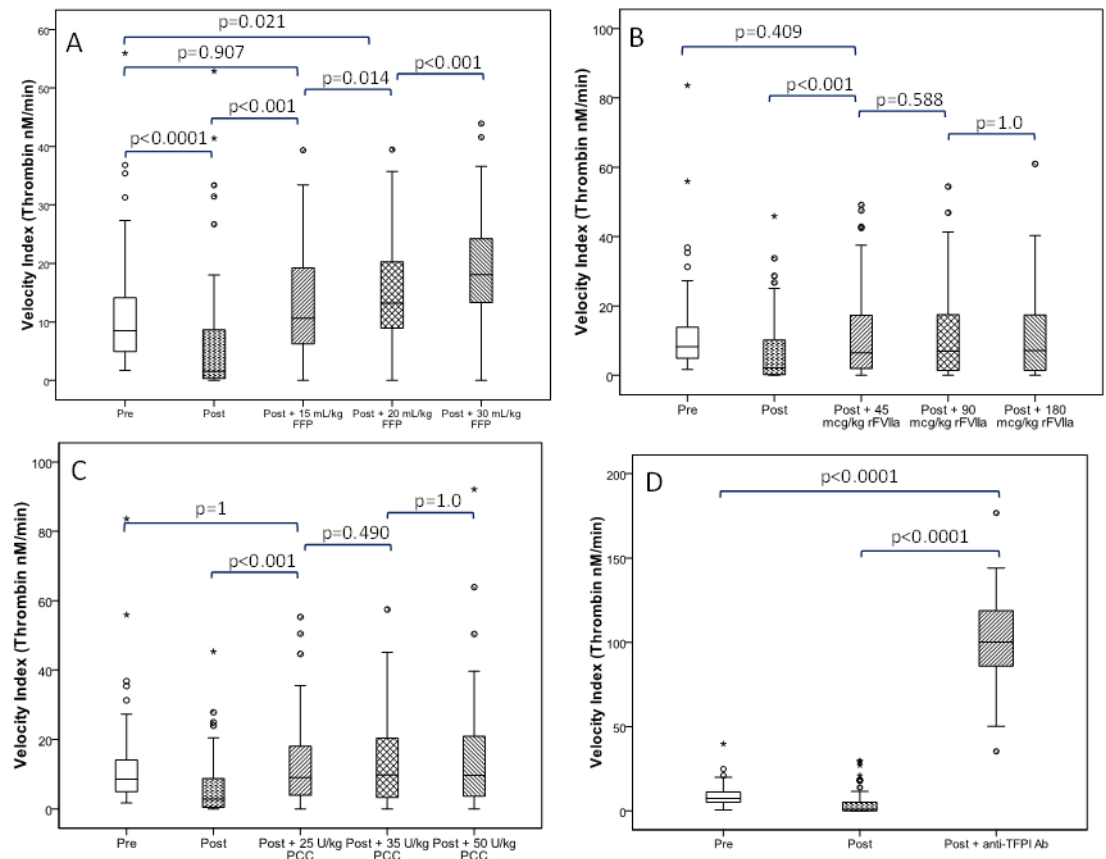 A
p=0.021
p=0.907
p=0.014
p<0.001
p<0.001
p<0.0001
Velocity Index (Thrombin nM/min)
60
50
40
30
20
10
0
Pre
Post
Post + 15 mL/kg
FFP
Post + 20 mL/kg
FFP
Post + 30 mL/kg
FFP
B
p=0.409
p<0.001
p=0.588
p=1.0
Velocity Index (Thrombin nM/min)
100
80
60
40
20
0
Pre
Post
Post + 45
mcg/kg rFVIIa
Post + 90
mcg/kg rFVIIa
Post + 180
mcg/kg rFVIIa
C
p=1
p=1.0
p=0.490
p<0.001
Velocity Index (Thrombin nM/min)
100
80
60
40
20
0
Pre
Post
Post + 25 U/kg
PCC
Post + 35 U/kg
PCC
Post + 50 U/kg
PCC
D
p<0.0001
p<0.0001
Velocity Index (Thrombin nM/min)
200
150
100
50
0
Pre
Post
Post + anti-TFPI Ab